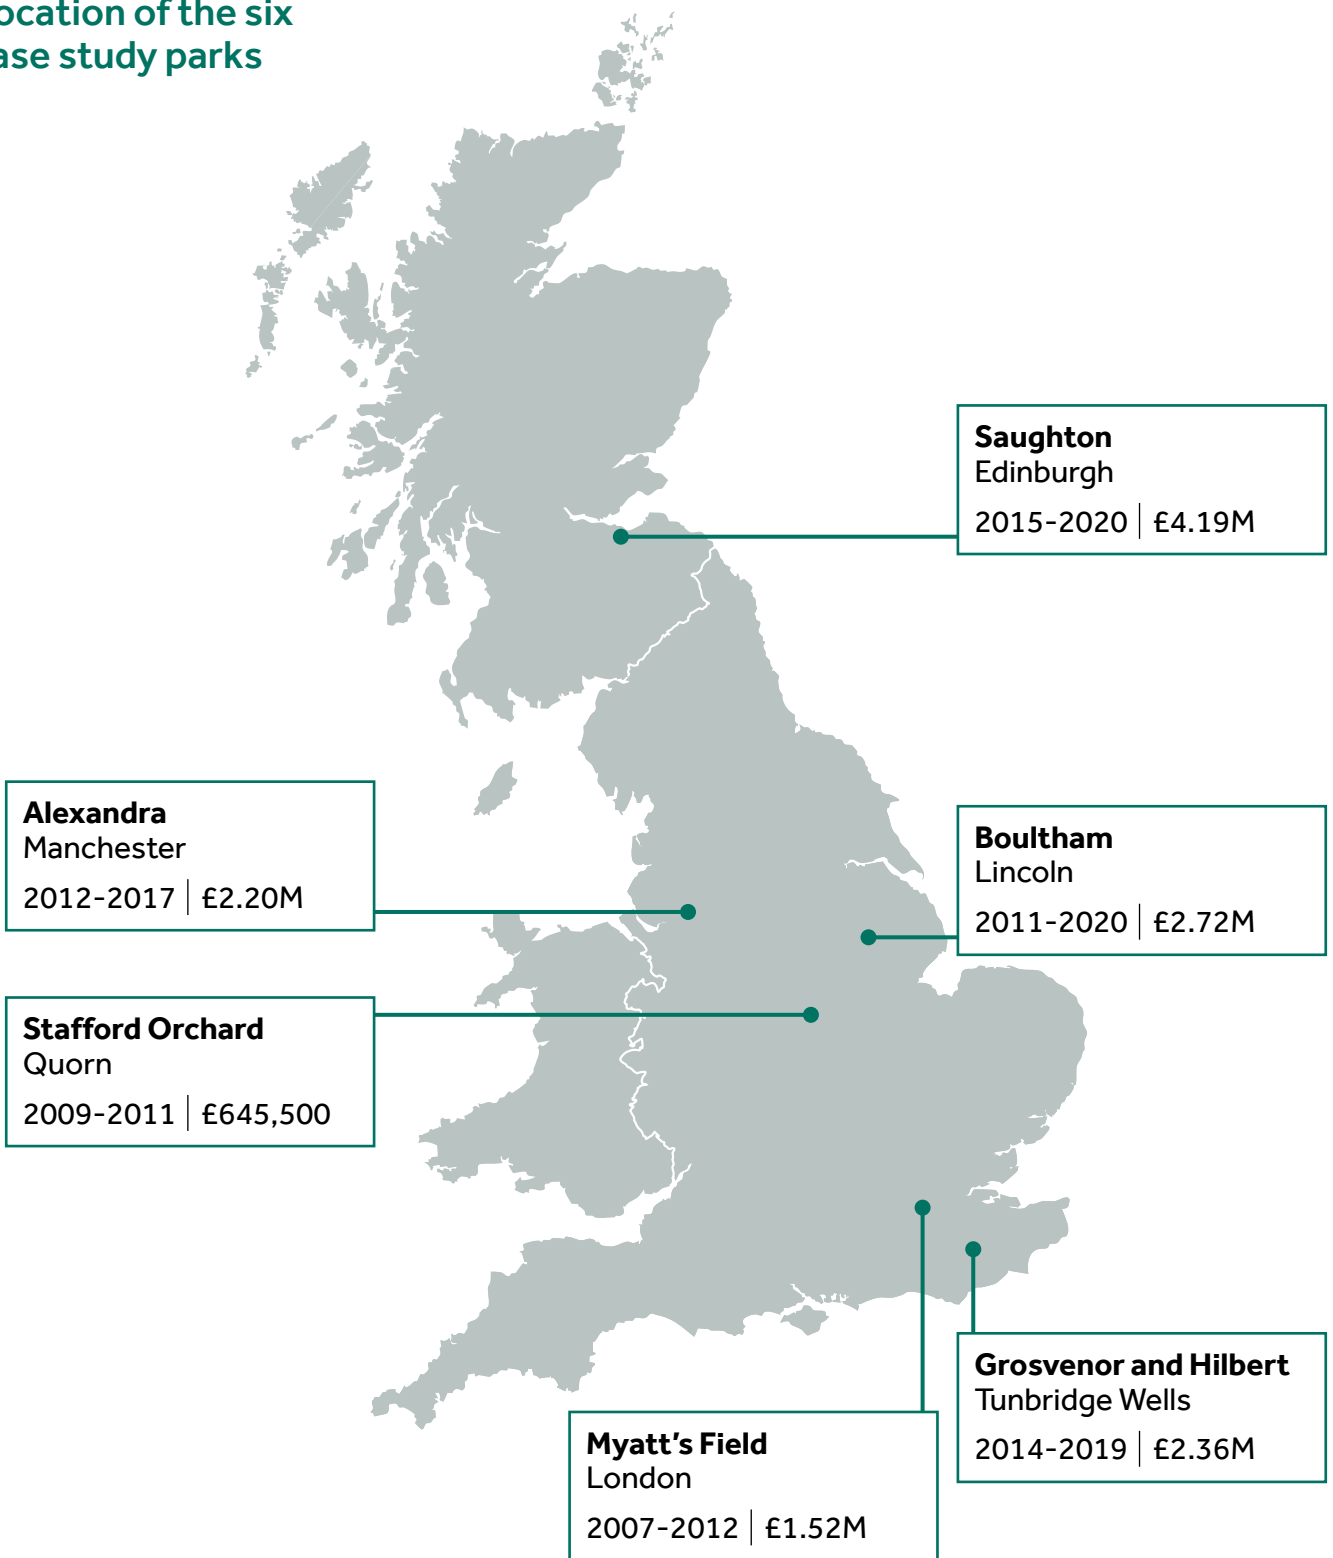 ocation of the six
ase study parks
Saughton
Edinburgh
2015-2020 | £4.19M
Alexandra
Manchester
2012-2017 | £2.20M
Boultham
Lincoln
2011-2020 | £2.72M
Stafford Orchard
Quorn
2009-2011 | £645,500
Grosvenor and Hilbert
Tunbridge Wells
2014-2019 | £2.36M
Myatt’s Field
London
2007-2012 | £1.52M